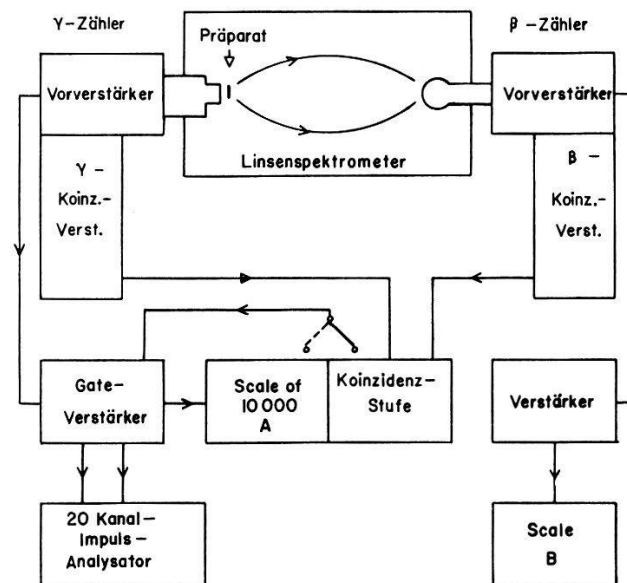 γ-Zähler
β-Zähler
Präparat
Vorverstärker
Vorverstärker
Linsenspektrometer
γ -
Koinz.-
Verst.
β -
Koinz.-
Verst.
Gate-
Verstärker
Scale of
10 000
A
Koinzidenz-
Stufe
Verstärker
20 Kanal-
Impuls-
Analysator
Scale
B